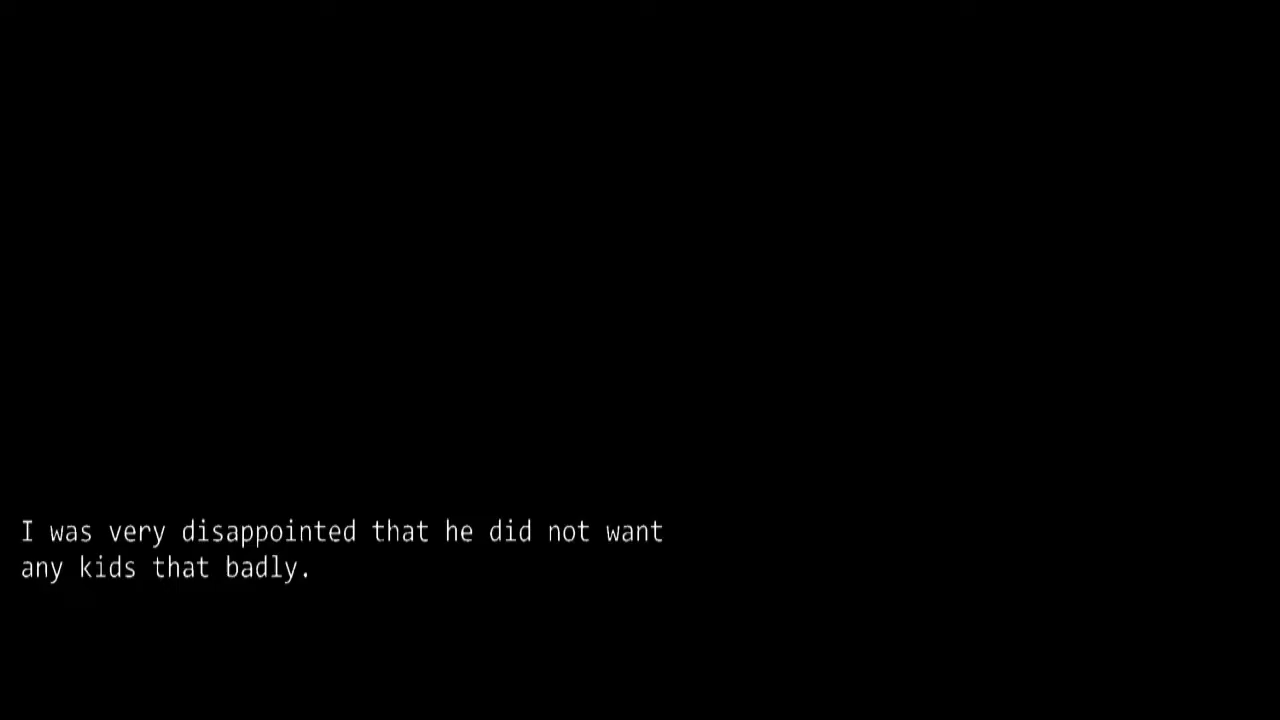 I was very disappointed that he did not want
any kids that badly.